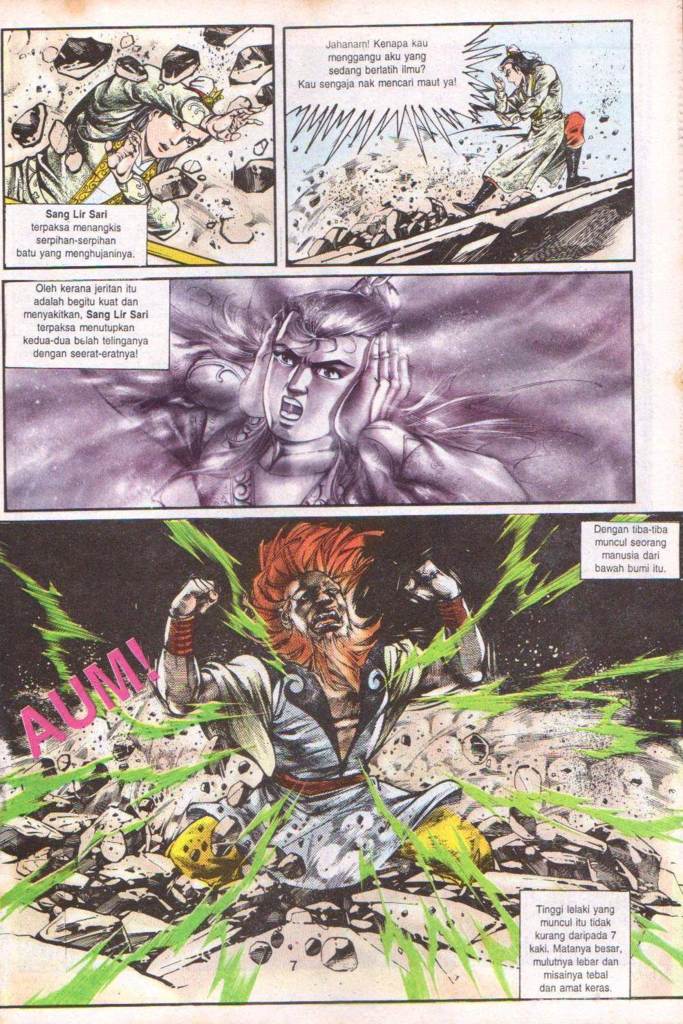 Sang Lir Sari
terpaksa menangkis
serpihan-serpihan
batu yang menghujaninya.
Jahanam! Kenapa kau
menggangu aku yang
sedang berlatih ilmu?
Kau sengaja nak mencari maut ya!
Oleh kerana jeritan itu
adalah begitu kuat dan
menyakitkan, Sang Lir Sari
terpaksa menutupkan
kedua-dua belah telinganya
dengan seerat-eratnya!
Dengan tiba-tiba
muncul seorang
manusia dari
bawah bumi itu.
AUM!
Tinggi lelaki yang
muncul itu tidak
kurang daripada 7
kaki. Matanya besar,
mulutnya lebar dan
misainya tebal
dan amat keras.
7